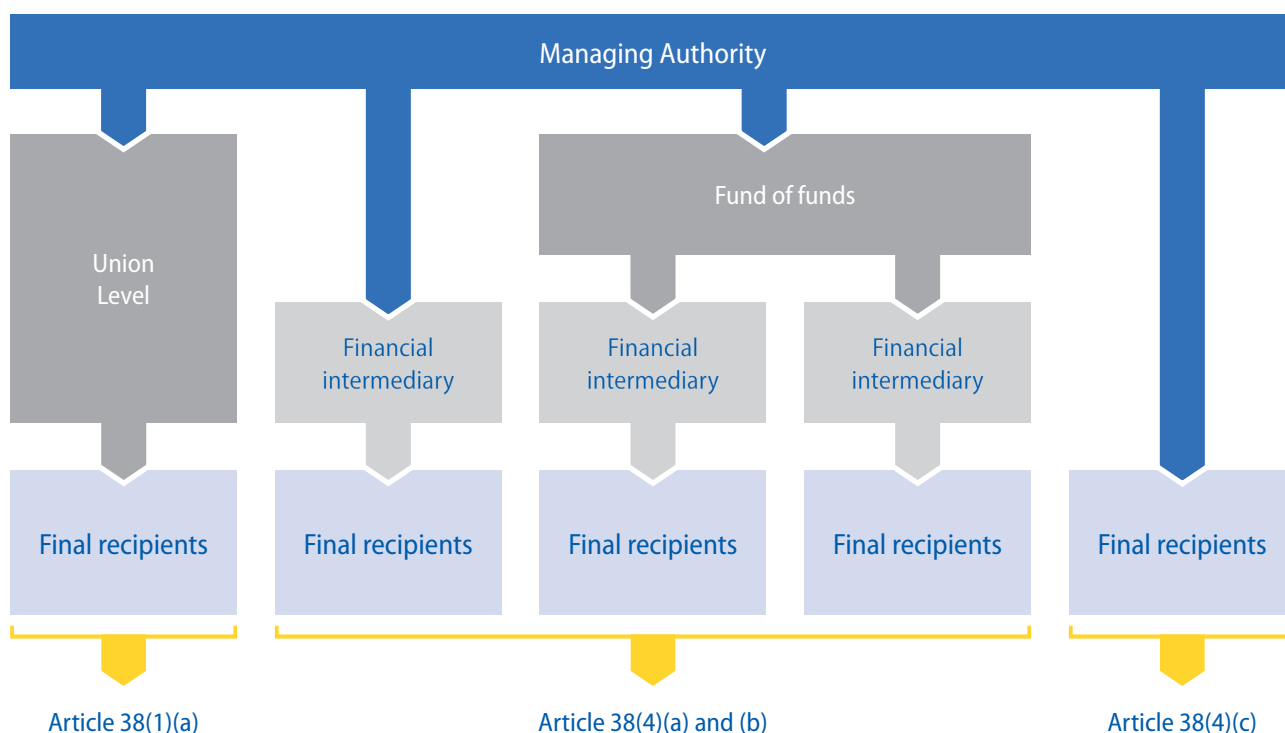 Managing Authority
Fund of funds
Union
Level
Financial
intermediary
Financial
intermediary
Financial
intermediary
Final recipients
Final recipients
Final recipients
Final recipients
Final recipients
Article 38(1)(a)
Article 38(4)(a) and (b)
Article 38(4)(c)